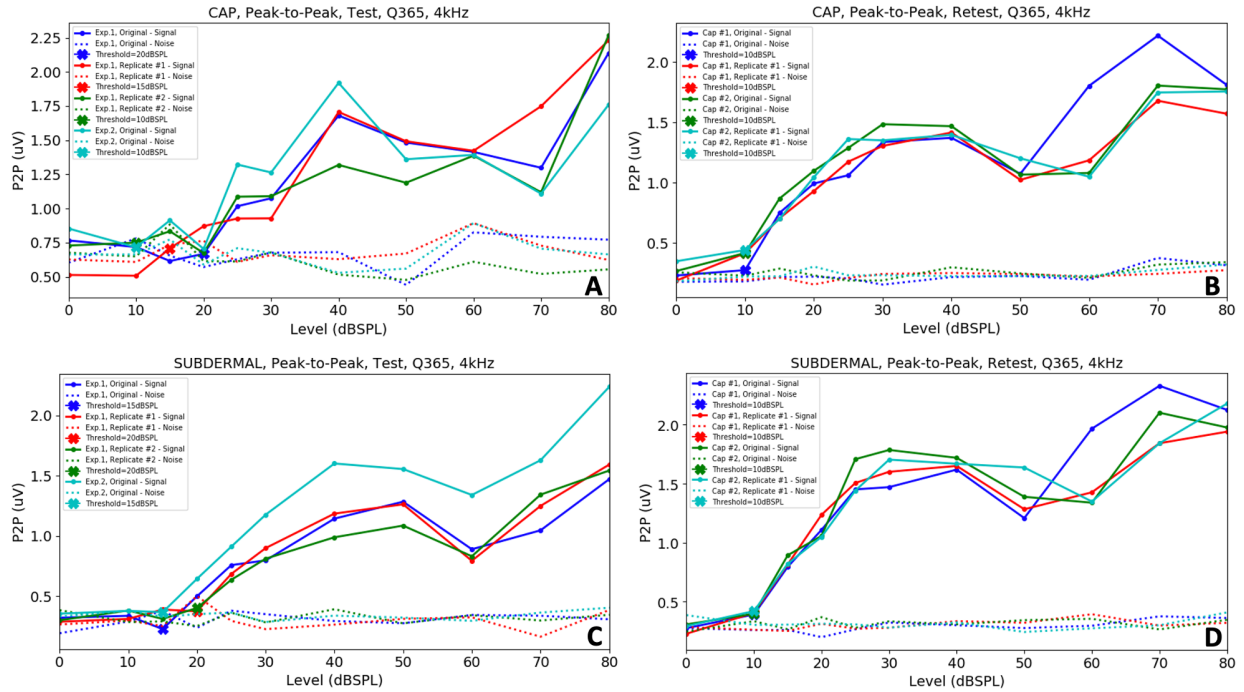 CAP, Peak-to-Peak, Test, Q365, 4kHz
Exp.1, Original - Signal
Exp.1, Original - Noise
Threshold=20dBSPL
Exp.1, Replicate #1 - Signal
Exp.1, Replicate #1 - Noise
Threshold=15dBSPL
Exp.1, Replicate #2 - Signal
Exp.1, Replicate #2 - Noise
Threshold=10dBSPL
Exp.2, Original - Signal
Exp.2, Original - Noise
Threshold=10dBSPL
P2P (uV)
2.25
2.00
1.75
1.50
1.25
1.00
0.75
0.50
0 10 20 30 40 50 60 70 80
Level (dBSPL)
A
CAP, Peak-to-Peak, Retest, Q365, 4kHz
Cap #1, Original - Signal
Cap #1, Original - Noise
Threshold=10dBSPL
Cap #1, Replicate #1 - Signal
Cap #1, Replicate #1 - Noise
Threshold=10dBSPL
Cap #2, Original - Signal
Cap #2, Original - Noise
Threshold=10dBSPL
Cap #2, Replicate #1 - Signal
Cap #2, Replicate #1 - Noise
Threshold=10dBSPL
P2P (uV)
2.0
1.5
1.0
0.5
0 10 20 30 40 50 60 70 80
Level (dBSPL)
B
SUBDERMAL, Peak-to-Peak, Test, Q365, 4kHz
Exp.1, Original - Signal
Exp.1, Original - Noise
Threshold=15dBSPL
Exp.1, Replicate #1 - Signal
Exp.1, Replicate #1 - Noise
Threshold=20dBSPL
Exp.1, Replicate #2 - Signal
Exp.1, Replicate #2 - Noise
Threshold=20dBSPL
Exp.2, Original - Signal
Exp.2, Original - Noise
Threshold=15dBSPL
P2P (uV)
2.0
1.5
1.0
0.5
0 10 20 30 40 50 60 70 80
Level (dBSPL)
C
SUBDERMAL, Peak-to-Peak, Retest, Q365, 4kHz
Cap #1, Original - Signal
Cap #1, Original - Noise
Threshold=10dBSPL
Cap #1, Replicate #1 - Signal
Cap #1, Replicate #1 - Noise
Threshold=10dBSPL
Cap #2, Original - Signal
Cap #2, Original - Noise
Threshold=10dBSPL
Cap #2, Replicate #1 - Signal
Cap #2, Replicate #1 - Noise
Threshold=10dBSPL
P2P (uV)
2.0
1.5
1.0
0.5
0 10 20 30 40 50 60 70 80
Level (dBSPL)
D